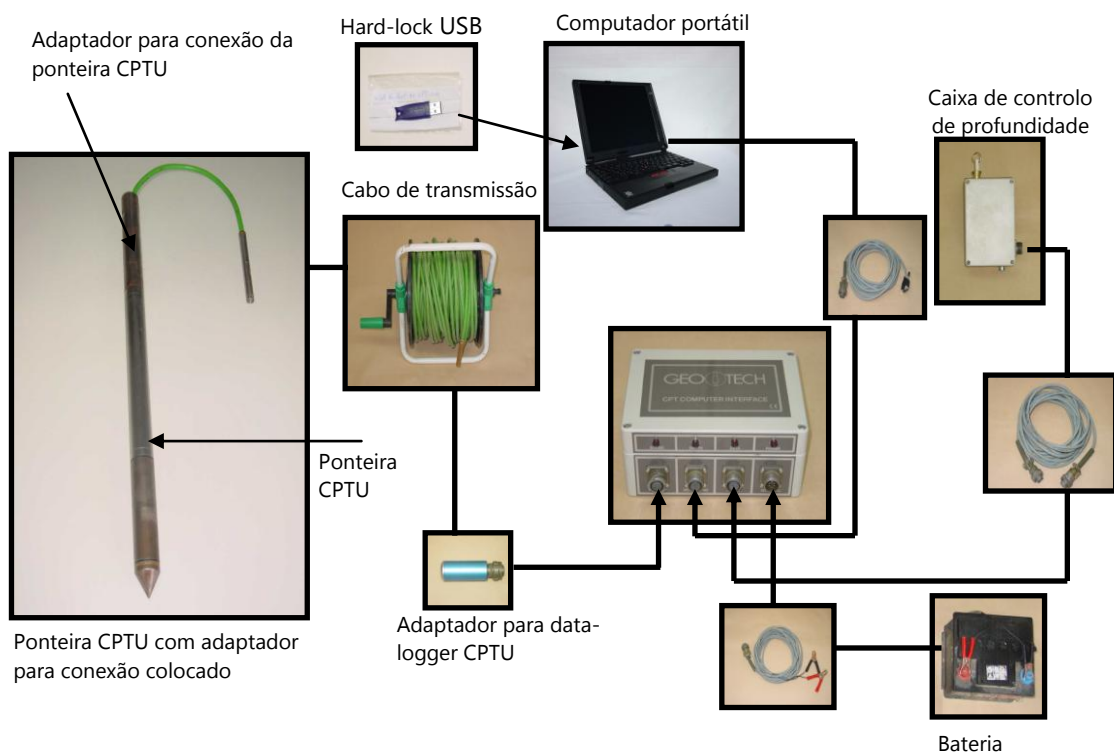 Adaptador para conexão da
ponteira CPTU
Hard-lock USB
Computador portátil
Caixa de controlo
de profundidade
Cabo de transmissão
GEOTECH
CPT COMPUTER INTERFACE
Ponteira
CPTU
Adaptador para data-
logger CPTU
Ponteira CPTU com adaptador
para conexão colocado
Bateria